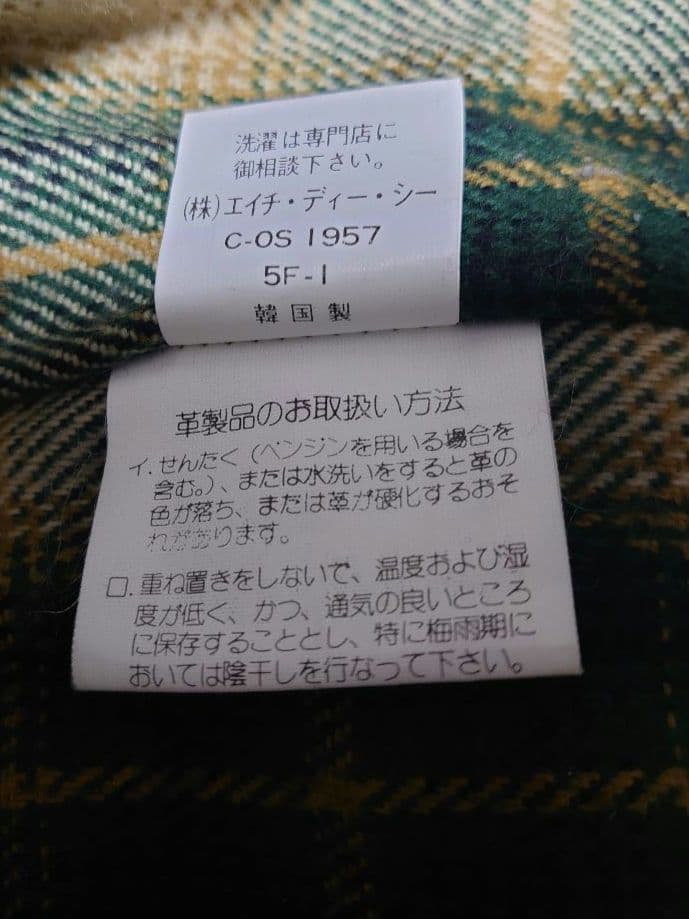 洗濯は専門店に
御相談下さい。
(株)エイチ・ディー・シー
C-OS 1957
5F-1
韓国製
革製品のお取扱い方法
イ.せんたく(ベンジンを用いる場合を
含む。)、または水洗いをすると革の
色が落ち、または革が硬化するおそ
れがあります。
ロ.重ね置きをしないで、温度および湿
度が低く、かつ、通気の良いところ
に保存することとし、特に梅雨期に
おいては陰干しを行なって下さい。